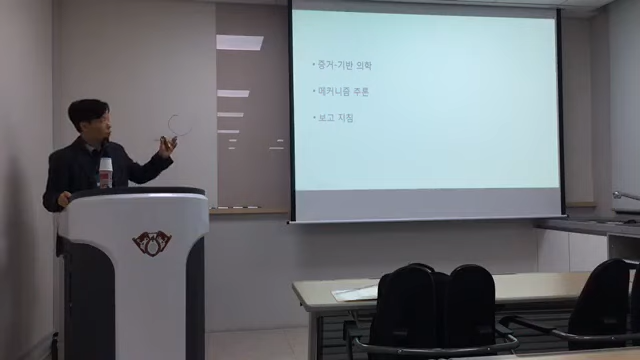 • 증거-기반 의학
• 메커니즘 추론
• 보고 지침